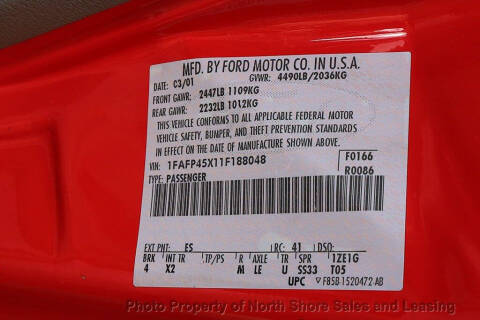 MFD. BY FORD MOTOR CO. IN U.S.A.
DATE: C3/01 GVWR: 4490LB/2036KG
FRONT GAWR: 2447LB 1109KG
REAR GAWR: 2232LB 1012KG
THIS VEHICLE CONFORMS TO ALL APPLICABLE FEDERAL MOTOR
VEHICLE SAFETY, BUMPER, AND THEFT PREVENTION STANDARDS
IN EFFECT ON THE DATE OF MANUFACTURE SHOWN ABOVE.
VIN: 1FAFP45X11F188048 F0166
TYPE: PASSENGER R0086
EXT PNT: ES RC: 41 DSO:
BRK INT TR TP/PS R AXLE TR SPR 1ZE1G
4 X2 M LE U SS33 T05
UPC F85B-1520472 AB
Photo Property of North Shore Sales and Leasing